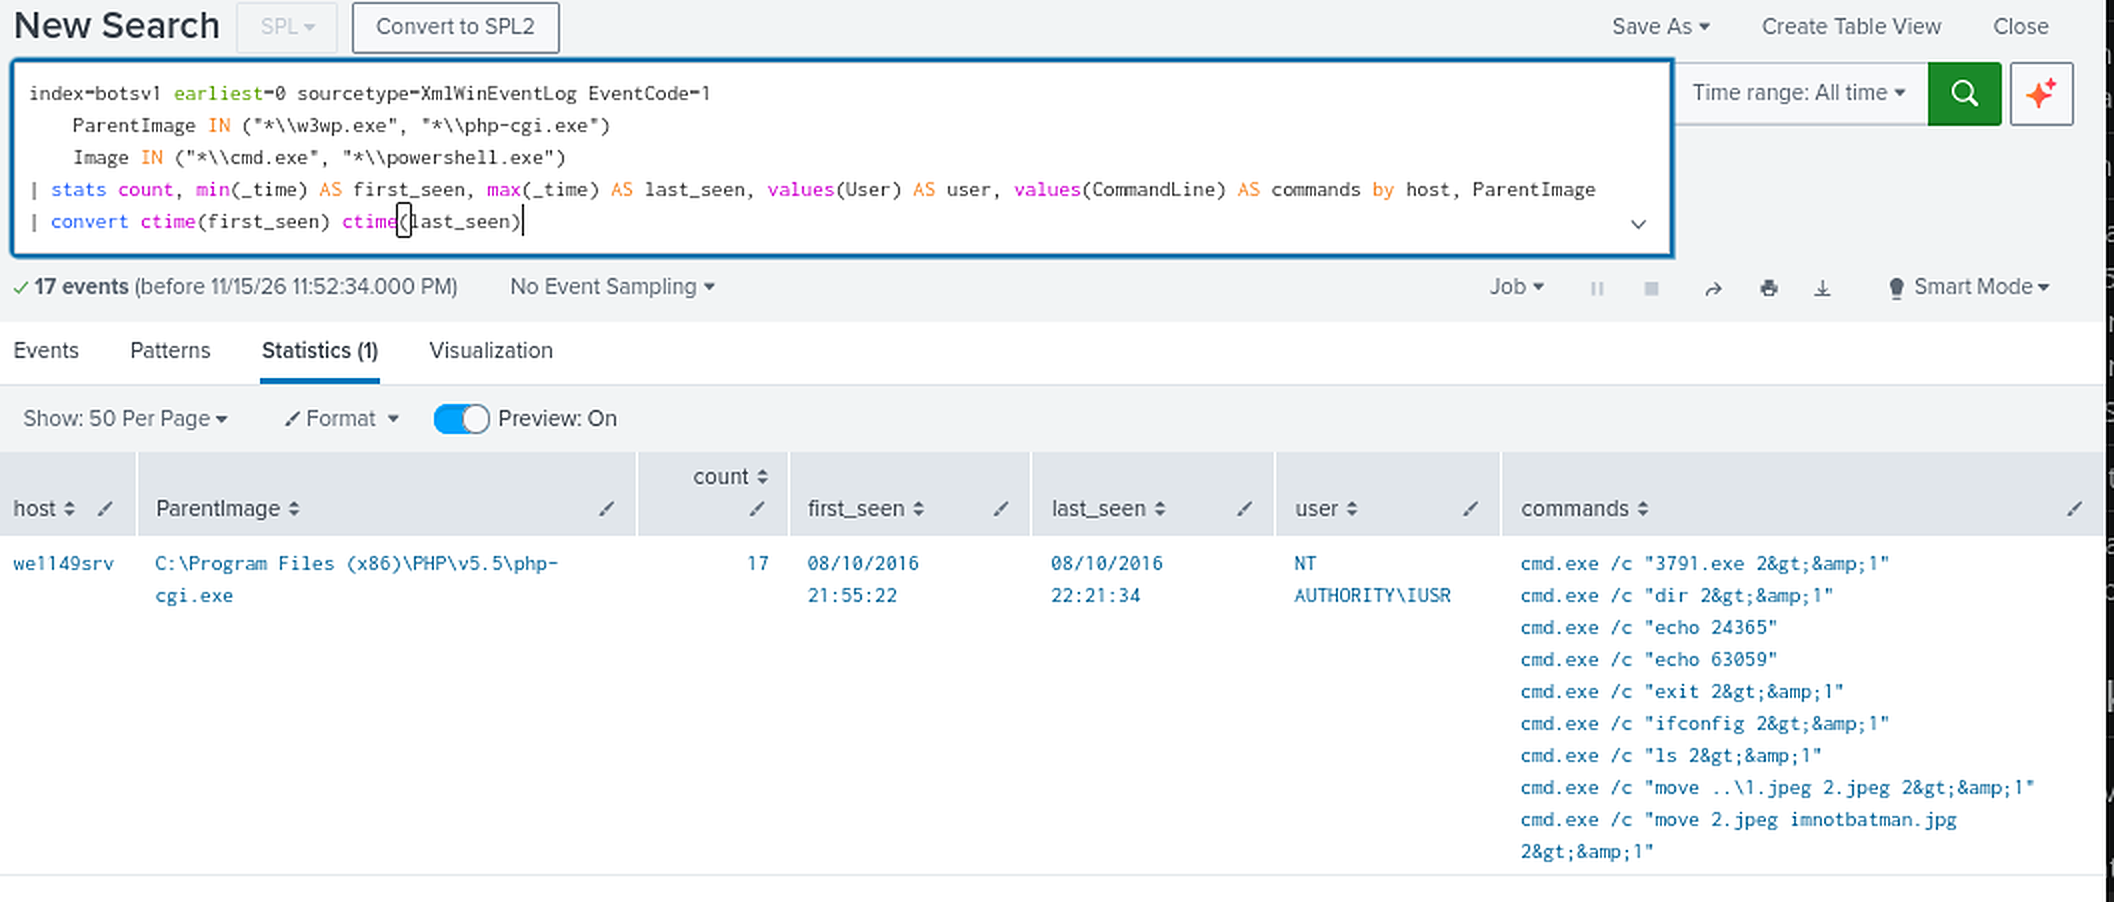 New Search
SPL
Convert to SPL2
Save As
Create Table View
Close
index=botsv1 earliest=0 sourcetype=XmlWinEventLog EventCode=1
ParentImage IN ("*\\w3wp.exe", "*\\php-cgi.exe")
Image IN ("*\\cmd.exe", "*\\powershell.exe")
| stats count, min(_time) AS first_seen, max(_time) AS last_seen, values(User) AS user, values(CommandLine) AS commands by host, ParentImage
| convert ctime(first_seen) ctime(last_seen)
Time range: All time
17 events (before 11/15/26 11:52:34.000 PM)
No Event Sampling
Job
Smart Mode
Events
Patterns
Statistics (1)
Visualization
Show: 50 Per Page
Format
Preview: On
host
ParentImage
count
first_seen
last_seen
user
commands
we1149srv
C:\Program Files (x86)\PHP\v5.5\php-
cgi.exe
17
08/10/2016
21:55:22
08/10/2016
22:21:34
NT
AUTHORITY\IUSR
cmd.exe /c "3791.exe 2&gt;&amp;1"
cmd.exe /c "dir 2&gt;&amp;1"
cmd.exe /c "echo 24365"
cmd.exe /c "echo 63059"
cmd.exe /c "exit 2&gt;&amp;1"
cmd.exe /c "ifconfig 2&gt;&amp;1"
cmd.exe /c "ls 2&gt;&amp;1"
cmd.exe /c "move ..\1.jpeg 2.jpeg 2&gt;&amp;1"
cmd.exe /c "move 2.jpeg imnotbatman.jpg
2&gt;&amp;1"